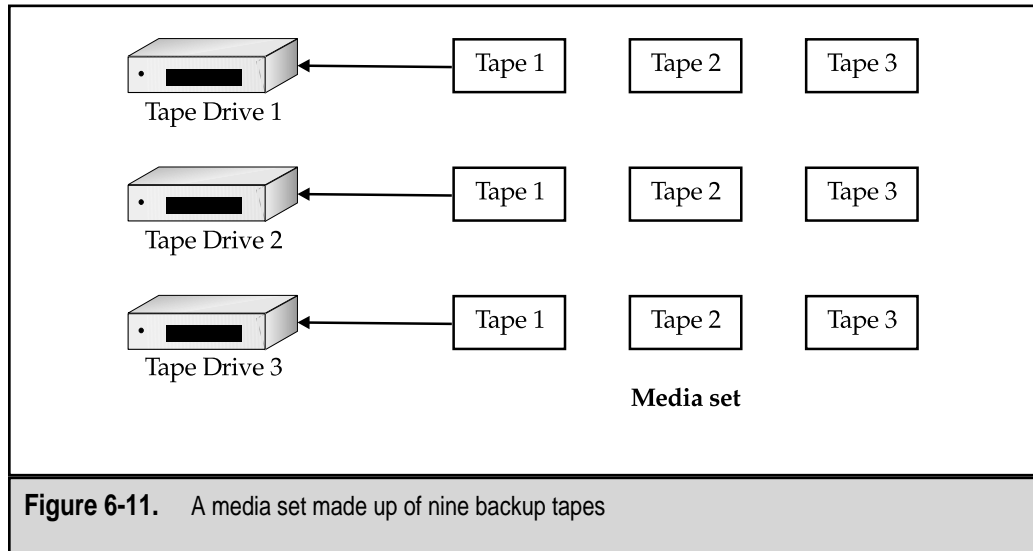 Tape 1 Tape 2 Tape 3
Tape Drive 1
Tape 1 Tape 2 Tape 3
Tape Drive 2
Tape 1 Tape 2 Tape 3
Tape Drive 3
Media set
Figure 6-11. A media set made up of nine backup tapes